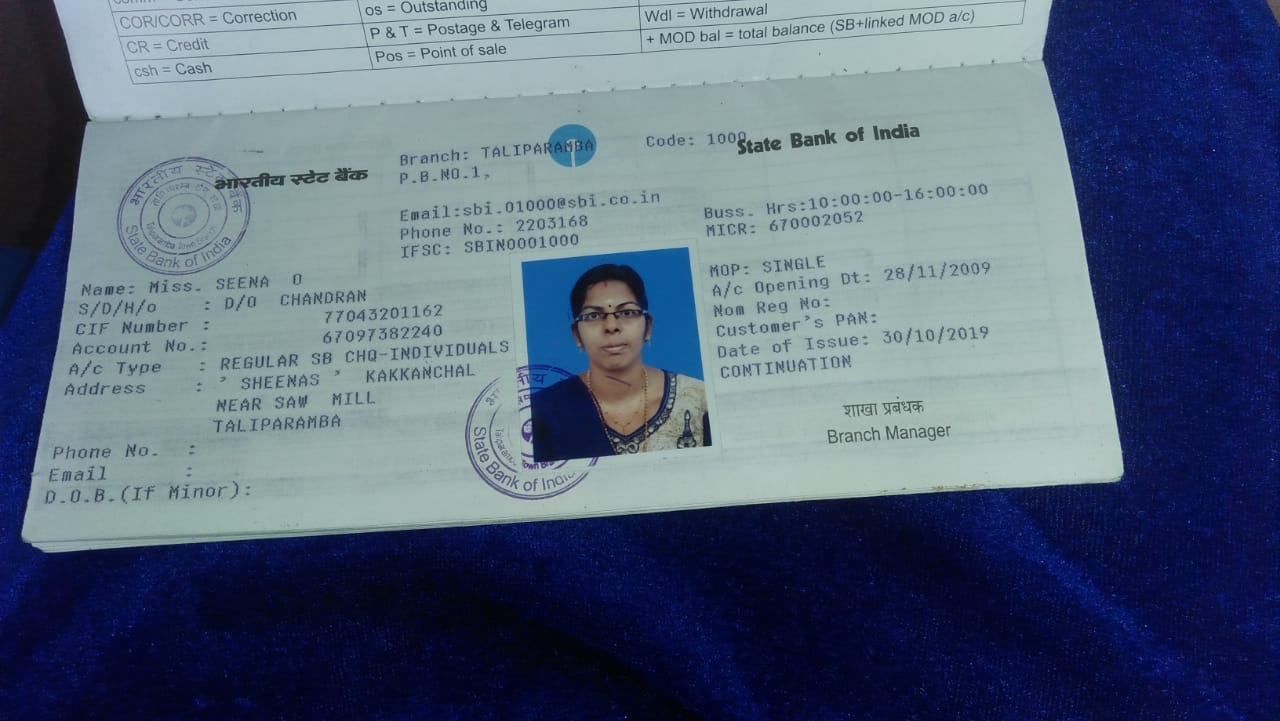 COR/CORR = Correction
CR = Credit
csh = Cash
os = Outstanding
P & T = Postage & Telegram
Pos = Point of sale
Wdl = Withdrawal
+ MOD bal = total balance (SB+linked MOD a/c)
भारतीय स्टेट बैंक
Branch: TALIPARAMBA
P.B.NO.1,
Code: 1000
State Bank of India
Email:sbi.01000@sbi.co.in
Phone No.: 2203168
IFSC: SBIN0001000
Buss. Hrs:10:00:00-16:00:00
MICR: 670002052
भारतीय स्टेट बैंक
Taliparamba Town Branch
State Bank of India
Name: Miss. SEENA O
S/D/H/o : D/O CHANDRAN
CIF Number : 77043201162
Account No.: 67097382240
A/c Type : REGULAR SB CHQ-INDIVIDUALS
Address : ' SHEENAS ' KAKKANCHAL
NEAR SAW MILL
TALIPARAMBA
Phone No. :
Email :
D.O.B.(If Minor):
MOP: SINGLE
A/c Opening Dt: 28/11/2009
Nom Reg No:
Customer's PAN:
Date of Issue: 30/10/2019
CONTINUATION
शाखा प्रबंधक
Branch Manager
State Bank of India